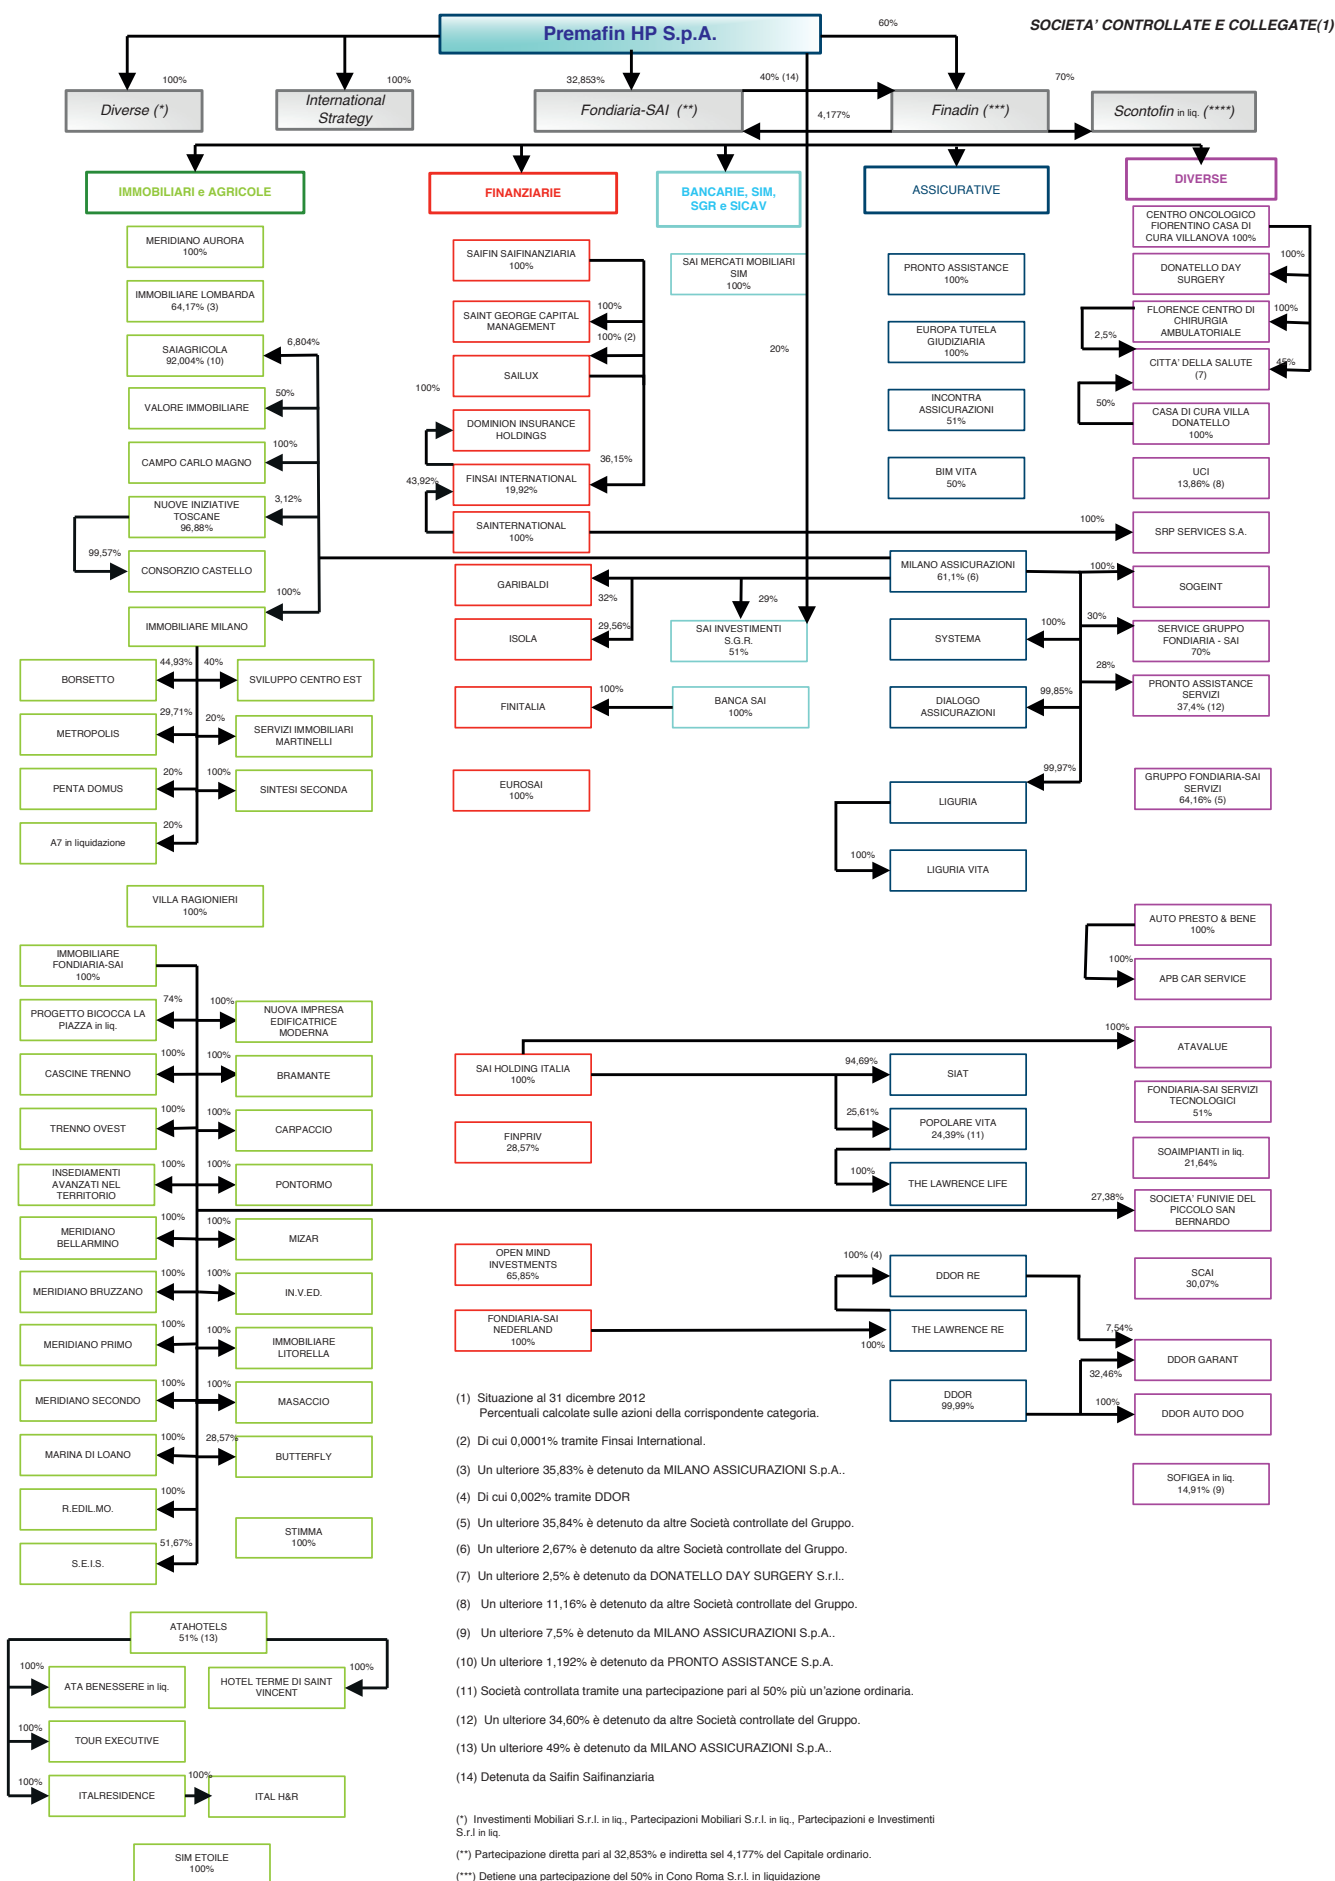 SOCIETA' CONTROLLATE E COLLEGATE(1)
Premafin HP S.p.A.
60%
100%
100%
32,853%
40% (14)
70%
Diverse (*)
International
Strategy
Fondiaria-SAI (**)
4,177%
Finadin (***)
Scontofin in liq. (****)
IMMOBILIARI e AGRICOLE
FINANZIARIE
BANCARIE, SIM,
SGR e SICAV
ASSICURATIVE
DIVERSE
MERIDIANO AURORA
100%
IMMOBILIARE LOMBARDA
64,17% (3)
SAIAGRICOLA
92,004% (10)
6,804%
VALORE IMMOBILIARE
50%
CAMPO CARLO MAGNO
100%
NUOVE INIZIATIVE
TOSCANE
96,88%
3,12%
99,57%
CONSORZIO CASTELLO
100%
IMMOBILIARE MILANO
BORSETTO
44,93%
40%
SVILUPPO CENTRO EST
METROPOLIS
29,71%
20%
SERVIZI IMMOBILIARI
MARTINELLI
PENTA DOMUS
20%
100%
SINTESI SECONDA
A7 in liquidazione
20%
VILLA RAGIONIERI
100%
IMMOBILIARE
FONDIARIA-SAI
100%
PROGETTO BICOCCA LA
PIAZZA in liq.
74%
100%
NUOVA IMPRESA
EDIFICATRICE
MODERNA
CASCINE TRENNO
100%
100%
BRAMANTE
TRENNO OVEST
100%
100%
CARPACCIO
INSEDIAMENTI
AVANZATI NEL
TERRITORIO
100%
100%
PONTORMO
MERIDIANO
BELLARMINO
100%
100%
MIZAR
MERIDIANO BRUZZANO
100%
100%
IN.V.ED.
MERIDIANO PRIMO
100%
100%
IMMOBILIARE
LITORELLA
MERIDIANO SECONDO
100%
100%
MASACCIO
MARINA DI LOANO
100%
28,57%
BUTTERFLY
R.EDIL.MO.
100%
STIMMA
100%
S.E.I.S.
51,67%
ATAHOTELS
51% (13)
100%
ATA BENESSERE in liq.
HOTEL TERME DI SAINT
VINCENT
100%
100%
TOUR EXECUTIVE
100%
ITALRESIDENCE
100%
ITAL H&R
SIM ETOILE
100%
SAIFIN SAIFINANZIARIA
100%
SAINT GEORGE CAPITAL
MANAGEMENT
100%
100% (2)
SAILUX
100%
DOMINION INSURANCE
HOLDINGS
36,15%
43,92%
FINSAI INTERNATIONAL
19,92%
SAINTERNATIONAL
100%
GARIBALDI
32%
ISOLA
29,56%
FINITALIA
100%
EUROSAI
100%
SAI HOLDING ITALIA
100%
FINPRIV
28,57%
OPEN MIND
INVESTMENTS
65,85%
FONDIARIA-SAI
NEDERLAND
100%
SAI MERCATI MOBILIARI
SIM
100%
20%
29%
SAI INVESTIMENTI
S.G.R.
51%
BANCA SAI
100%
PRONTO ASSISTANCE
100%
EUROPA TUTELA
GIUDIZIARIA
100%
INCONTRA
ASSICURAZIONI
51%
BIM VITA
50%
MILANO ASSICURAZIONI
61,1% (6)
SYSTEMA
100%
DIALOGO
ASSICURAZIONI
99,85%
99,97%
LIGURIA
100%
LIGURIA VITA
94,69%
SIAT
25,61%
POPOLARE VITA
24,39% (11)
100%
THE LAWRENCE LIFE
100% (4)
DDOR RE
THE LAWRENCE RE
100%
DDOR
99,99%
CENTRO ONCOLOGICO
FIORENTINO CASA DI
CURA VILLANOVA 100%
100%
DONATELLO DAY
SURGERY
FLORENCE CENTRO DI
CHIRURGIA
AMBULATORIALE
100%
2,5%
CITTA' DELLA SALUTE
(7)
45%
50%
CASA DI CURA VILLA
DONATELLO
100%
UCI
13,86% (8)
100%
SRP SERVICES S.A.
100%
SOGEINT
30%
SERVICE GRUPPO
FONDIARIA - SAI
70%
28%
PRONTO ASSISTANCE
SERVIZI
37,4% (12)
GRUPPO FONDIARIA-SAI
SERVIZI
64,16% (5)
AUTO PRESTO & BENE
100%
100%
APB CAR SERVICE
100%
ATAVALUE
FONDIARIA-SAI SERVIZI
TECNOLOGICI
51%
SOAIMPIANTI in liq.
21,64%
27,38%
SOCIETA' FUNIVIE DEL
PICCOLO SAN
BERNARDO
SCAI
30,07%
7,54%
DDOR GARANT
32,46%
100%
DDOR AUTO DOO
SOFIGEA in liq.
14,91% (9)
(1) Situazione al 31 dicembre 2012
Percentuali calcolate sulle azioni della corrispondente categoria.
(2) Di cui 0,0001% tramite Finsai International.
(3) Un ulteriore 35,83% è detenuto da MILANO ASSICURAZIONI S.p.A..
(4) Di cui 0,002% tramite DDOR
(5) Un ulteriore 35,84% è detenuto da altre Società controllate del Gruppo.
(6) Un ulteriore 2,67% è detenuto da altre Società controllate del Gruppo.
(7) Un ulteriore 2,5% è detenuto da DONATELLO DAY SURGERY S.r.l..
(8) Un ulteriore 11,16% è detenuto da altre Società controllate del Gruppo.
(9) Un ulteriore 7,5% è detenuto da MILANO ASSICURAZIONI S.p.A..
(10) Un ulteriore 1,192% è detenuto da PRONTO ASSISTANCE S.p.A.
(11) Società controllata tramite una partecipazione pari al 50% più un'azione ordinaria.
(12) Un ulteriore 34,60% è detenuto da altre Società controllate del Gruppo.
(13) Un ulteriore 49% è detenuto da MILANO ASSICURAZIONI S.p.A..
(14) Detenuta da Saifin Saifinanziaria
(*) Investimenti Mobiliari S.r.l. in liq., Partecipazioni Mobiliari S.r.l. in liq., Partecipazioni e Investimenti
S.r.l in liq.
(**) Partecipazione diretta pari al 32,853% e indiretta sel 4,177% del Capitale ordinario.
(***) Detiene una partecipazione del 50% in Cono Roma S.r.l. in liquidazione